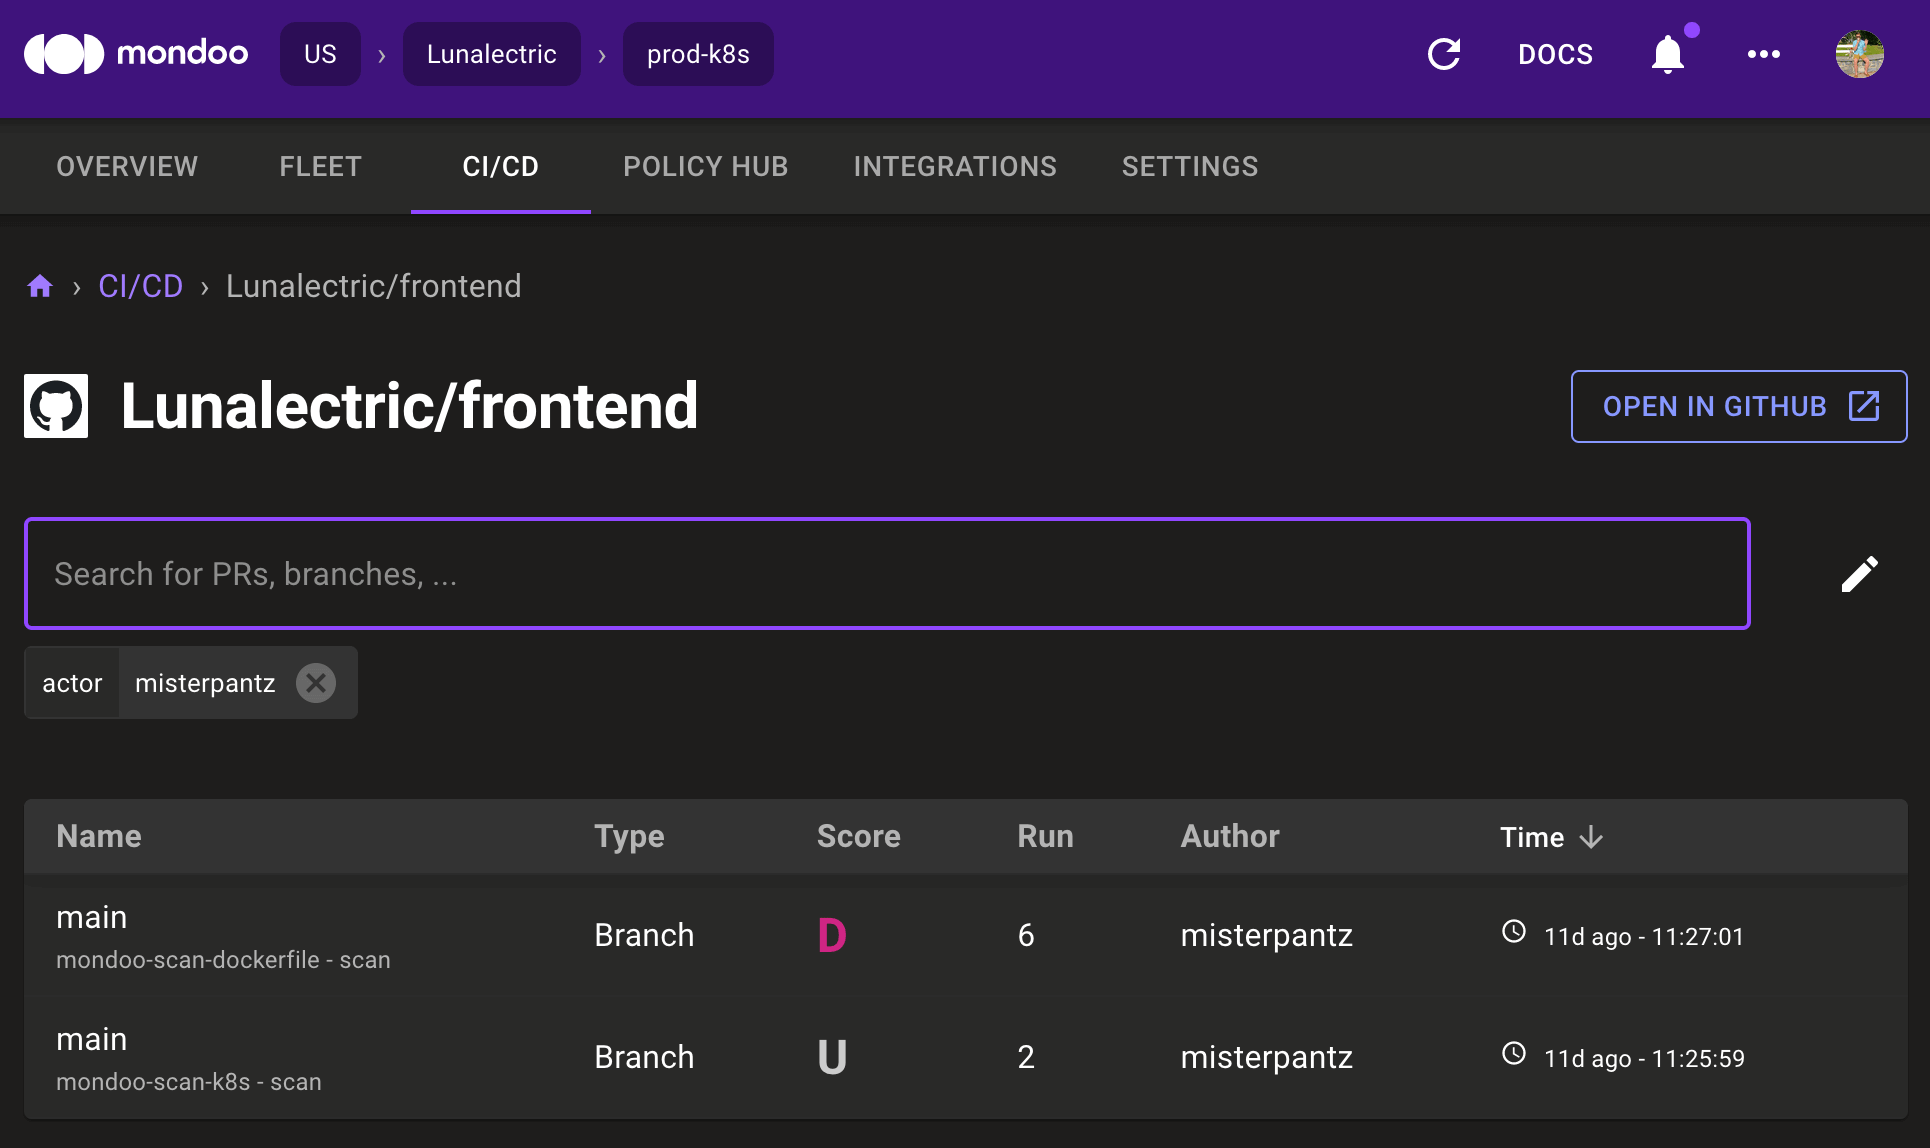 mondoo US › Lunalectric › prod-k8s DOCS
OVERVIEW FLEET CI/CD POLICY HUB INTEGRATIONS SETTINGS
› CI/CD › Lunalectric/frontend
Lunalectric/frontend OPEN IN GITHUB
Search for PRs, branches, ...
actor misterpantz
Name Type Score Run Author Time
main
mondoo-scan-dockerfile - scan
Branch D 6 misterpantz 11d ago - 11:27:01
main
mondoo-scan-k8s - scan
Branch U 2 misterpantz 11d ago - 11:25:59